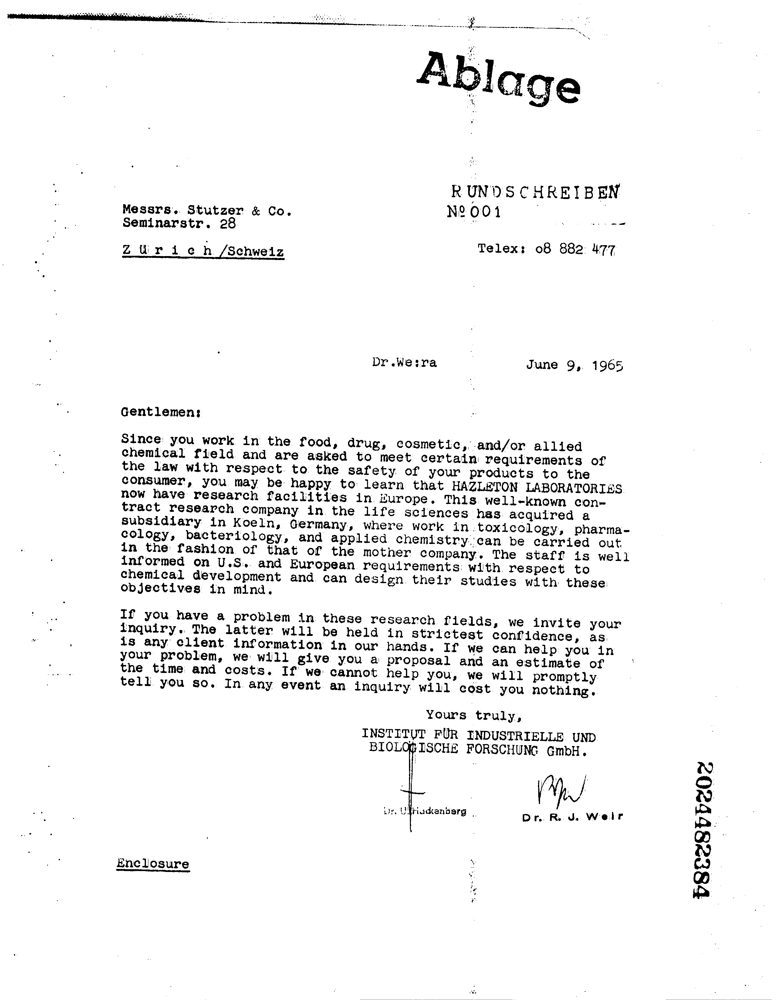 Ablage
RUNDSCHREIBEN
Nº 001
Messrs. Stutzer & Co.
Seminarstr. 28
Z ü r i c h /Schweiz
Telex: o8 882 477
Dr.We:ra
June 9, 1965
Gentlemen:
Since you work in the food, drug, cosmetic, and/or allied
chemical field and are asked to meet certain requirements of
the law with respect to the safety of your products to the
consumer, you may be happy to learn that HAZLETON LABORATORIES
now have research facilities in Europe. This well-known con-
tract research company in the life sciences has acquired a
subsidiary in Koeln, Germany, where work in toxicology, pharma-
cology, bacteriology, and applied chemistry can be carried out
in the fashion of that of the mother company. The staff is well
informed on U.S. and European requirements with respect to
chemical development and can design their studies with these
objectives in mind.
If you have a problem in these research fields, we invite your
inquiry. The latter will be held in strictest confidence, as
is any client information in our hands. If we can help you in
your problem, we will give you a proposal and an estimate of
the time and costs. If we cannot help you, we will promptly
tell you so. In any event an inquiry will cost you nothing.
Yours truly,
INSTITUT FÜR INDUSTRIELLE UND
BIOLOGISCHE FORSCHUNG GmbH.
Dr. U.
Dr. R. J. Weir
Enclosure
2024482384